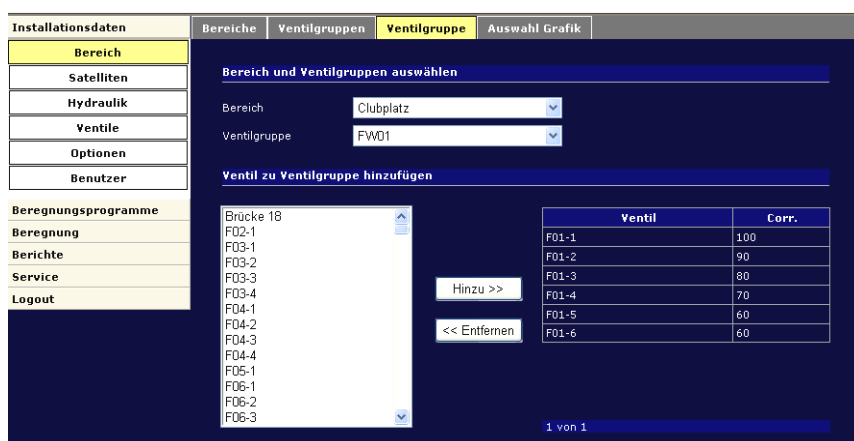 Installationsdaten
Bereiche Ventilgruppen Ventilgruppe Auswahl Grafik
Bereich
Satelliten
Hydraulik
Ventile
Optionen
Benutzer
Beregnungsprogramme
Beregnung
Berichte
Service
Logout
Bereich und Ventilgruppen auswählen
Bereich Clubplatz
Ventilgruppe FW01
Ventil zu Ventilgruppe hinzufügen
Brücke 18
F02-1
F03-1
F03-2
F03-3
F03-4
F04-1
F04-2
F04-3
F04-4
F05-1
F06-1
F06-2
F06-3
Hinzu >>
<< Entfernen
Ventil Corr.
F01-1 100
F01-2 90
F01-3 80
F01-4 70
F01-5 60
F01-6 60
1 von 1